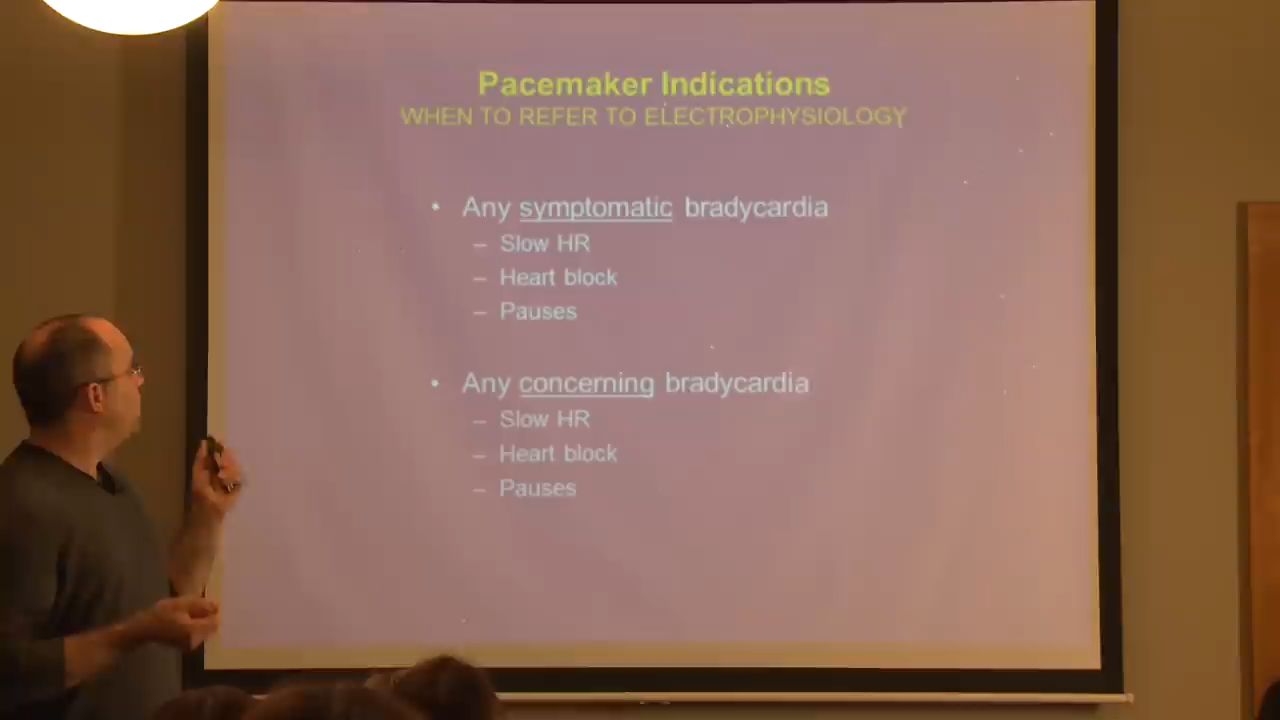 Pacemaker Indications
WHEN TO REFER TO ELECTROPHYSIOLOGY
• Any symptomatic bradycardia
– Slow HR
– Heart block
– Pauses
• Any concerning bradycardia
– Slow HR
– Heart block
– Pauses